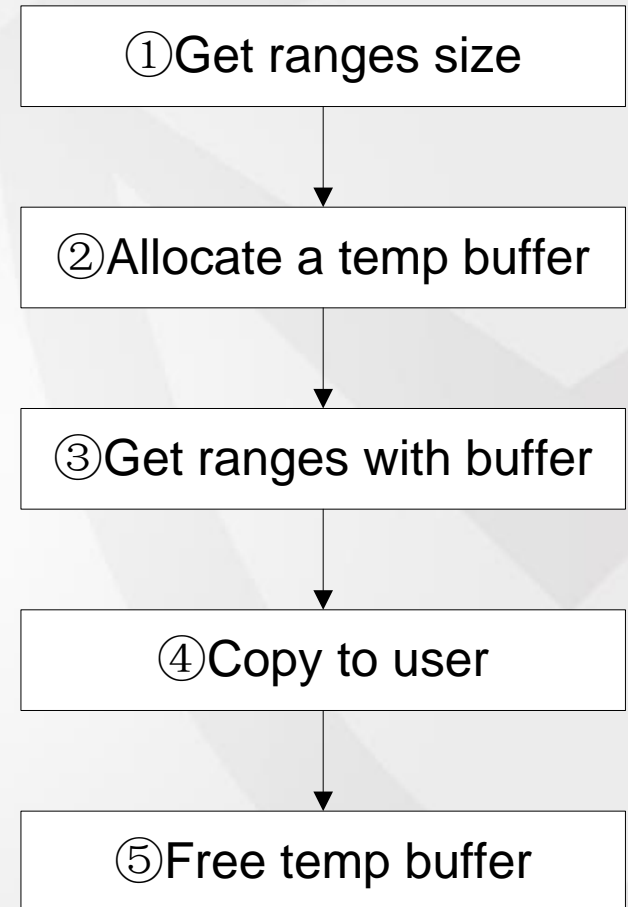 ①Get ranges size
②Allocate a temp buffer
③Get ranges with buffer
④Copy to user
⑤Free temp buffer